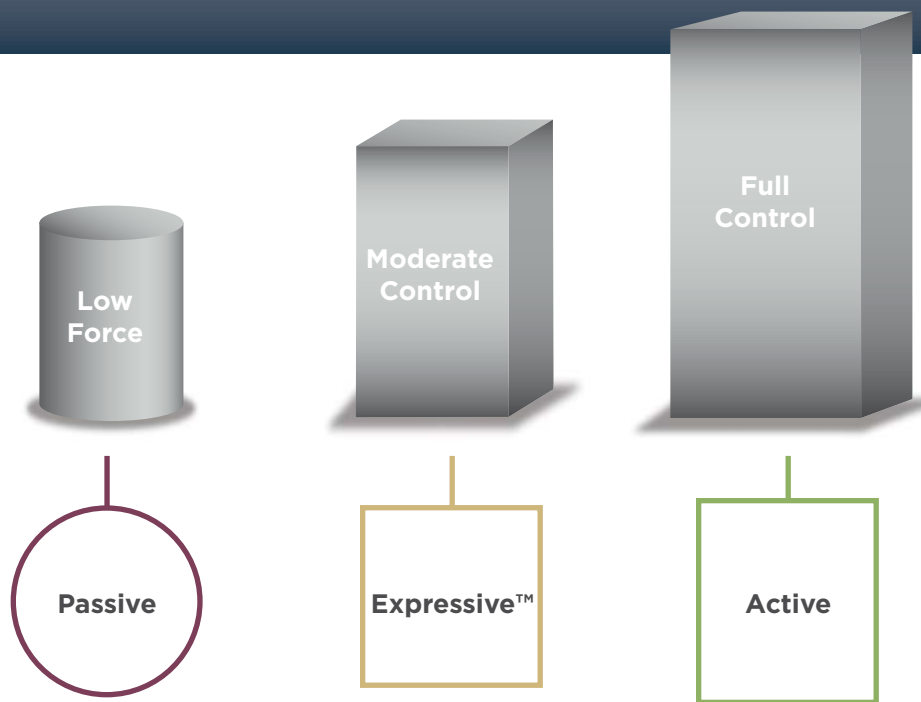 Low
Force
Moderate
Control
Full
Control
Passive
Expressive™
Active